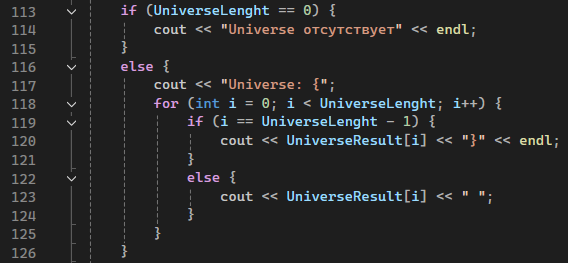 113 if (UniverseLenght == 0) {
114 cout << "Universe отсутствует" << endl;
115 }
116 else {
117 cout << "Universe: {";
118 for (int i = 0; i < UniverseLenght; i++) {
119 if (i == UniverseLenght - 1) {
120 cout << UniverseResult[i] << "}" << endl;
121 }
122 else {
123 cout << UniverseResult[i] << " ";
124 }
125 }
126 }